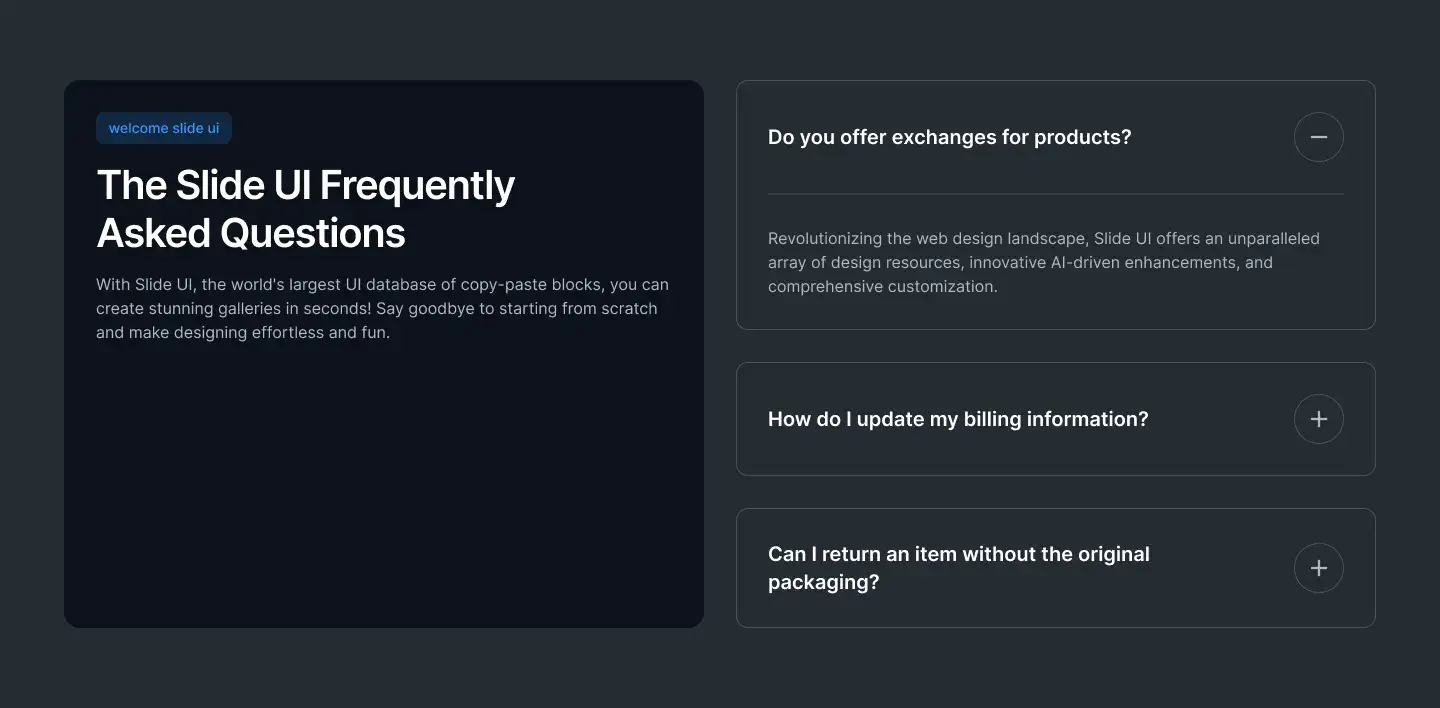 welcome slide ui
The Slide UI Frequently
Asked Questions
With Slide UI, the world's largest UI database of copy-paste blocks, you can
create stunning galleries in seconds! Say goodbye to starting from scratch
and make designing effortless and fun.
Do you offer exchanges for products?
Revolutionizing the web design landscape, Slide UI offers an unparalleled
array of design resources, innovative AI-driven enhancements, and
comprehensive customization.
How do I update my billing information?
Can I return an item without the original
packaging?